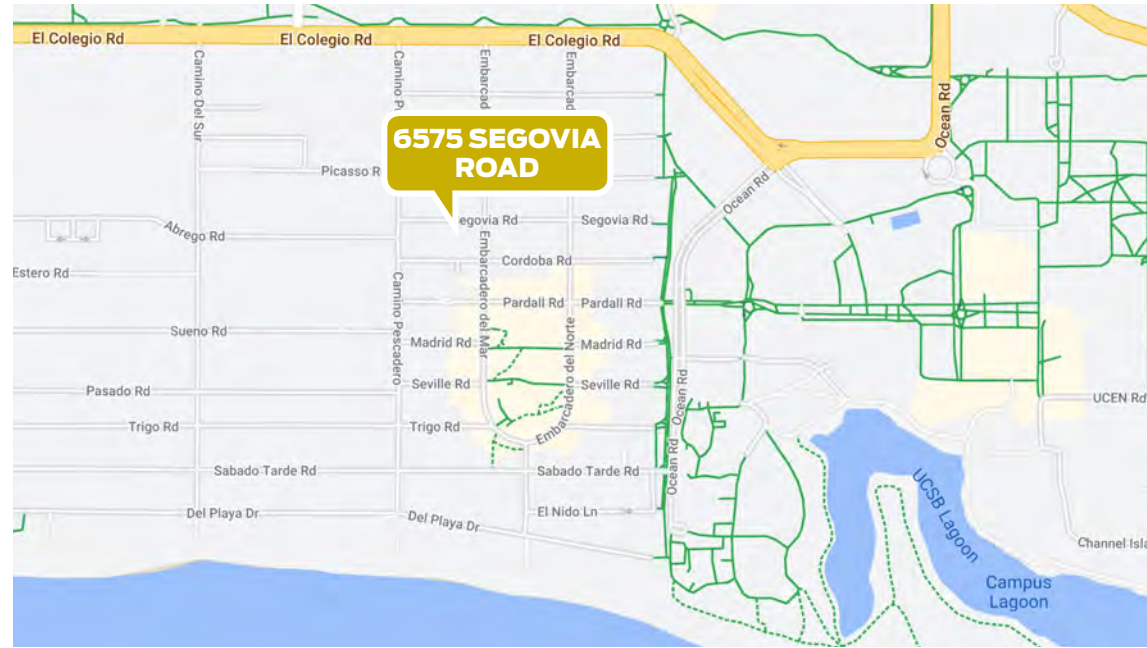 El Colegio Rd
El Colegio Rd
El Colegio Rd
Camino Del Sur
Camino P
Embarcad
Embarcad
Ocean Rd
6575 SEGOVIA
ROAD
Picasso R
Ocean Rd
Abrego Rd
egovia Rd
Segovia Rd
Estero Rd
Cordoba Rd
Camino Pescadero
Embarcadero del Mar
Embarcadero del Norte
Pardall Rd
Pardall Rd
Sueno Rd
Madrid Rd
Madrid Rd
Pasado Rd
Seville Rd
Seville Rd
Ocean Rd
UCEN Rd
Trigo Rd
Trigo Rd
Sabado Tarde Rd
Sabado Tarde Rd
Ocean Rd
UCSB Lagoon
Del Playa Dr
Del Playa Dr
El Nido Ln
Channel Isla
Campus
Lagoon